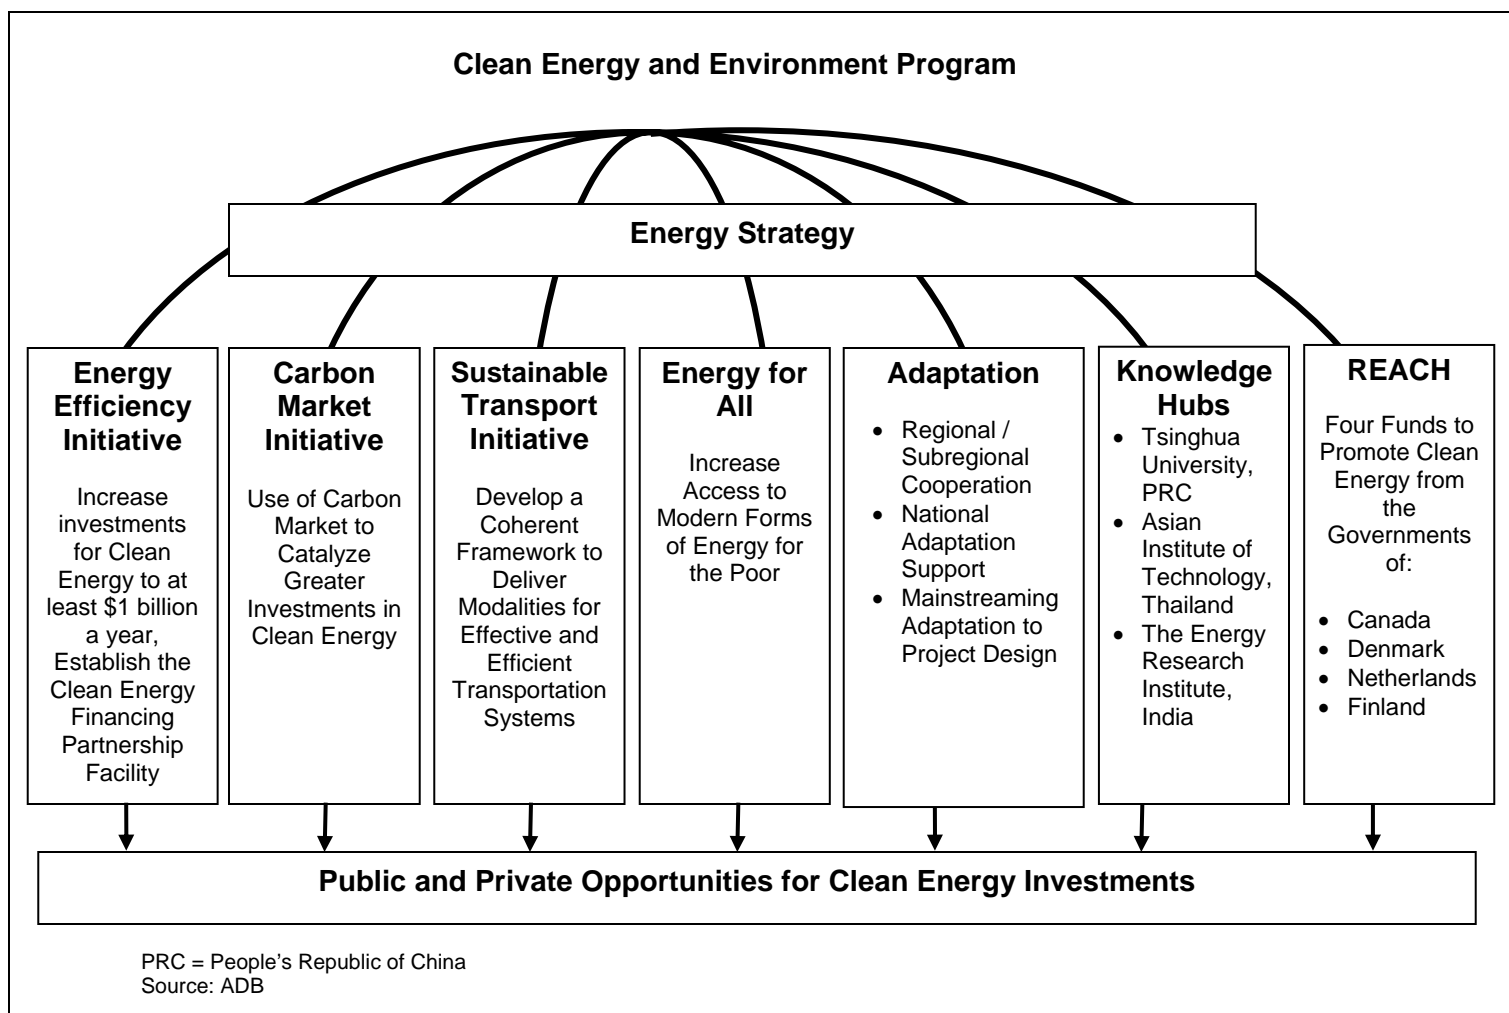 Clean Energy and Environment Program
Energy Strategy
Energy
Efficiency
Initiative
Increase
investments
for Clean
Energy to at
least $1 billion
a year,
Establish the
Clean Energy
Financing
Partnership
Facility
Carbon
Market
Initiative
Use of Carbon
Market to
Catalyze
Greater
Investments in
Clean Energy
Sustainable
Transport
Initiative
Develop a
Coherent
Framework to
Deliver
Modalities for
Effective and
Efficient
Transportation
Systems
Energy for
All
Increase
Access to
Modern Forms
of Energy for
the Poor
Adaptation
• Regional /
Subregional
Cooperation
• National
Adaptation
Support
• Mainstreaming
Adaptation to
Project Design
Knowledge
Hubs
• Tsinghua
University,
PRC
• Asian
Institute of
Technology,
Thailand
• The Energy
Research
Institute,
India
REACH
Four Funds to
Promote Clean
Energy from
the
Governments
of:
• Canada
• Denmark
• Netherlands
• Finland
Public and Private Opportunities for Clean Energy Investments
PRC = People's Republic of China
Source: ADB